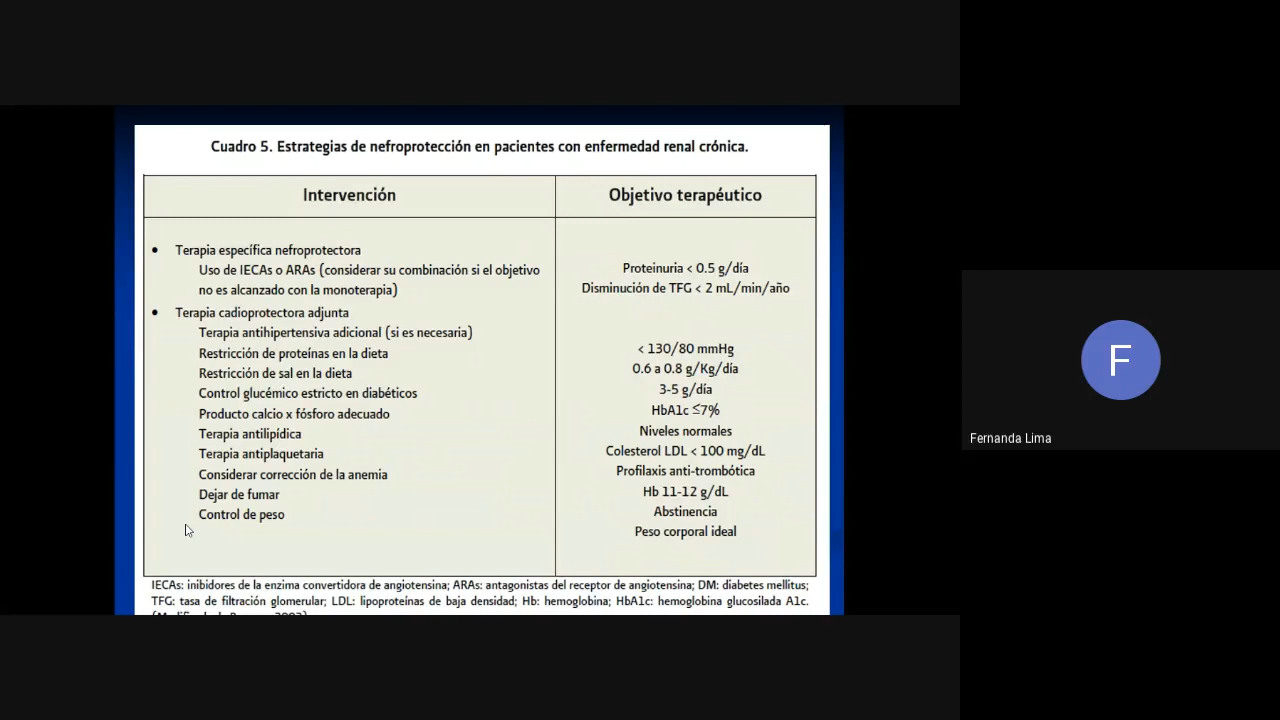 Cuadro 5. Estrategias de nefroprotección en pacientes con enfermedad renal crónica.
Intervención
Objetivo terapéutico
• Terapia específica nefroprotectora
Uso de IECAs o ARAs (considerar su combinación si el objetivo
no es alcanzado con la monoterapia)
Proteinuria < 0.5 g/día
Disminución de TFG < 2 mL/min/año
• Terapia cardioprotectora adjunta
Terapia antihipertensiva adicional (si es necesaria)
Restricción de proteínas en la dieta
Restricción de sal en la dieta
Control glucémico estricto en diabéticos
Producto calcio x fósforo adecuado
Terapia antilipídica
Terapia antiplaquetaria
Considerar corrección de la anemia
Dejar de fumar
Control de peso
< 130/80 mmHg
0.6 a 0.8 g/Kg/día
3-5 g/día
HbA1c ≤7%
Niveles normales
Colesterol LDL < 100 mg/dL
Profilaxis anti-trombótica
Hb 11-12 g/dL
Abstinencia
Peso corporal ideal
IECAs: inibidores de la enzima convertidora de angiotensina; ARAs: antagonistas del receptor de angiotensina; DM: diabetes mellitus;
TFG: tasa de filtración glomerular; LDL: lipoproteínas de baja densidad; Hb: hemoglobina; HbA1c: hemoglobina glucosilada A1c.
F
Fernanda Lima